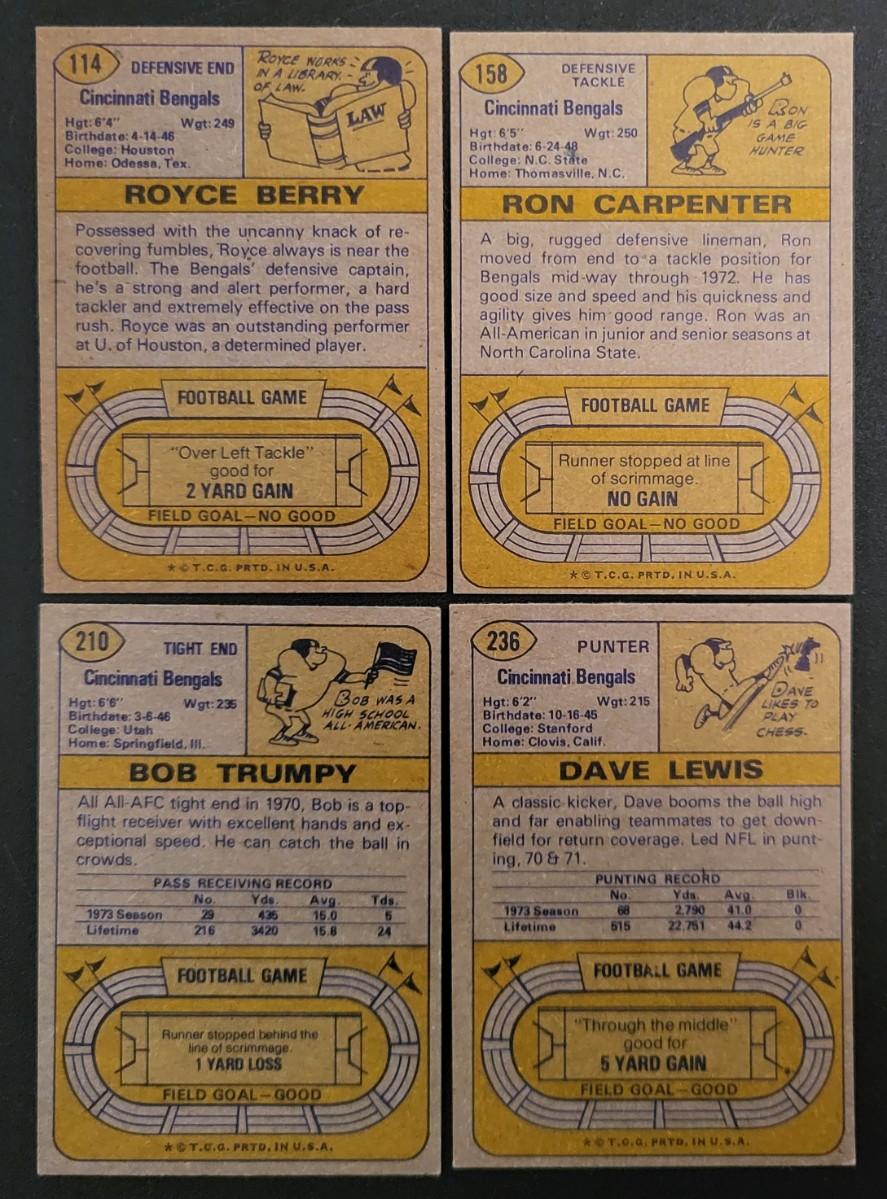 114
DEFENSIVE END
Cincinnati Bengals
Hgt: 6'4" Wgt: 249
Birthdate: 4-14-46
College: Houston
Home: Odessa, Tex.
ROYCE WORKS
IN A LIBRARY.
OF LAW.
LAW
ROYCE BERRY
Possessed with the uncanny knack of re-
covering fumbles, Royce always is near the
football. The Bengals' defensive captain,
he's a strong and alert performer, a hard
tackler and extremely effective on the pass
rush. Royce was an outstanding performer
at U. of Houston, a determined player.
FOOTBALL GAME
"Over Left Tackle"
good for
2 YARD GAIN
FIELD GOAL—NO GOOD
* © T.C.G. PRTD. IN U.S.A.
158
DEFENSIVE
TACKLE
Cincinnati Bengals
Hgt: 6'5" Wgt: 250
Birthdate: 6-24-48
College: N.C. State
Home: Thomasville, N.C.
RON
IS A BIG
GAME
HUNTER
RON CARPENTER
A big, rugged defensive lineman, Ron
moved from end to a tackle position for
Bengals mid-way through 1972. He has
good size and speed and his quickness and
agility gives him good range. Ron was an
All-American in junior and senior seasons at
North Carolina State.
FOOTBALL GAME
Runner stopped at line
of scrimmage.
NO GAIN
FIELD GOAL—NO GOOD
* © T.C.G. PRTD. IN U.S.A.
210
TIGHT END
Cincinnati Bengals
Hgt: 6'6" Wgt: 235
Birthdate: 3-6-46
College: Utah
Home: Springfield, Ill.
BOB WAS A
HIGH SCHOOL
ALL-AMERICAN.
BOB TRUMPY
All All-AFC tight end in 1970, Bob is a top-
flight receiver with excellent hands and ex-
ceptional speed. He can catch the ball in
crowds.
PASS RECEIVING RECORD
No. Yds. Avg. Tds.
1973 Season 29 435 15.0 5
Lifetime 216 3420 15.8 24
FOOTBALL GAME
Runner stopped behind the
line of scrimmage.
1 YARD LOSS
FIELD GOAL—GOOD
* © T.C.G. PRTD. IN U.S.A.
236
PUNTER
Cincinnati Bengals
Hgt: 6'2" Wgt: 215
Birthdate: 10-16-45
College: Stanford
Home: Clovis, Calif.
DAVE
LIKES TO
PLAY
CHESS.
DAVE LEWIS
A classic kicker, Dave booms the ball high
and far enabling teammates to get down-
field for return coverage. Led NFL in punt-
ing, 70 & 71.
PUNTING RECORD
No. Yds. Avg. Blk.
1973 Season 68 2,790 41.0 0
Lifetime 515 22,751 44.2 0
FOOTBALL GAME
"Through the middle"
good for
5 YARD GAIN
FIELD GOAL—GOOD
* © T.C.G. PRTD. IN U.S.A.